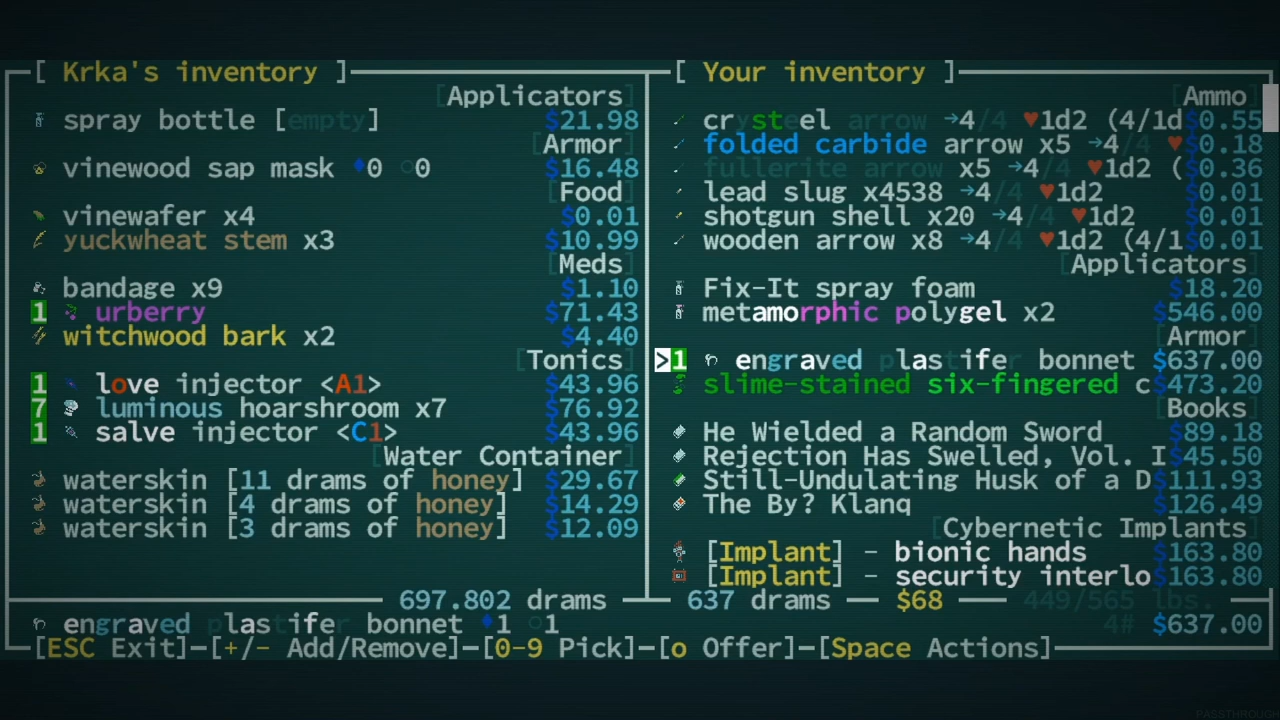 [ Krka's inventory ]
[Applicators]
spray bottle [empty] $21.98
[Armor]
vinewood sap mask ♦0 ○0 $16.48
[Food]
vinewafer x4 $0.01
yuckwheat stem x3 $10.99
[Meds]
bandage x9 $1.10
1 urberry $71.43
witchwood bark x2 $4.40
[Tonics]
1 love injector <A1> $43.96
7 luminous hoarshroom x7 $76.92
1 salve injector <C1> $43.96
[Water Container]
waterskin [11 drams of honey] $29.67
waterskin [4 drams of honey] $14.29
waterskin [3 drams of honey] $12.09
697.802 drams
[ Your inventory ]
[Ammo]
crysteel arrow →4/4 ♥1d2 (4/1d $0.55
folded carbide arrow x5 →4/4 ♥ $0.18
fullerite arrow x5 →4/4 ♥1d2 ( $0.36
lead slug x4538 →4/4 ♥1d2 $0.01
shotgun shell x20 →4/4 ♥1d2 $0.01
wooden arrow x8 →4/4 ♥1d2 (4/1 $0.01
[Applicators]
Fix-It spray foam $18.20
metamorphic polygel x2 $546.00
[Armor]
>1 engraved plastifer bonnet $637.00
slime-stained six-fingered c $473.20
[Books]
He Wielded a Random Sword $89.18
Rejection Has Swelled, Vol. I $45.50
Still-Undulating Husk of a D $111.93
The By? Klanq $126.49
[Cybernetic Implants]
[Implant] - bionic hands $163.80
[Implant] - security interlo $163.80
637 drams — $68 — 449/565 lbs.
engraved plastifer bonnet ♦1 ○1 4# $637.00
[ESC Exit]-[+/- Add/Remove]-[0-9 Pick]-[o Offer]-[Space Actions]